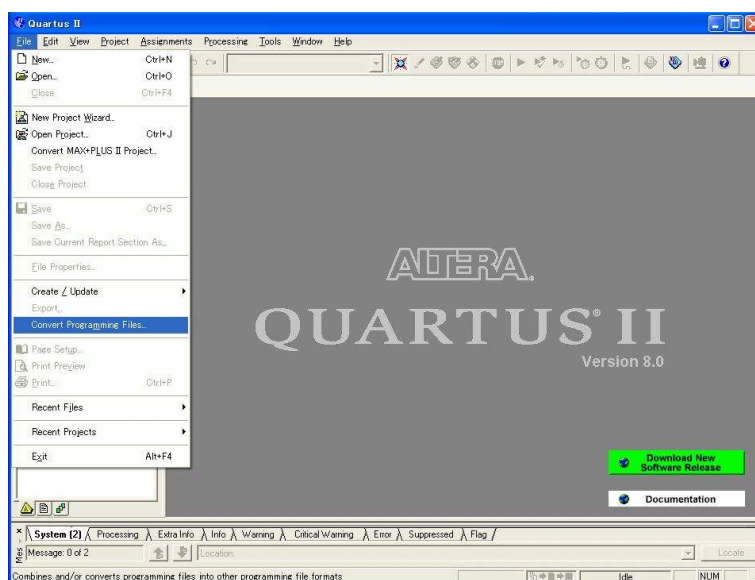 Quartus II
File Edit View Project Assignments Processing Tools Window Help
New... Ctrl+N
Open... Ctrl+O
Close Ctrl+F4
New Project Wizard...
Open Project... Ctrl+J
Convert MAX+PLUS II Project...
Save Project
Close Project
Save Ctrl+S
Save As...
Save Current Report Section As...
File Properties...
Create / Update
Export...
Convert Programming Files...
Page Setup...
Print Preview
Print... Ctrl+P
Recent Files
Recent Projects
Exit Alt+F4
ALTERA.
QUARTUS® II
Version 8.0
Download New
Software Release
Documentation
System (2) Processing Extra Info Info Warning Critical Warning Error Suppressed Flag
Mes
Message: 0 of 2 Location: Locate
Combines and/or converts programming files into other programming file formats Idle NUM